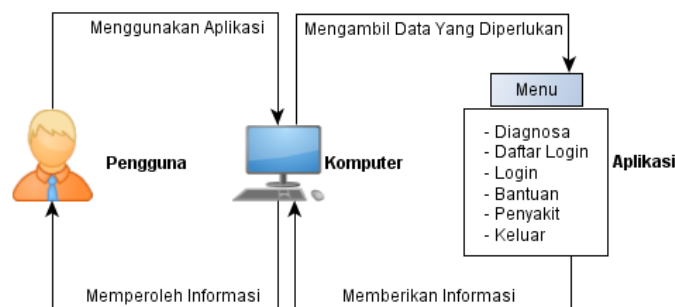 Menggunakan Aplikasi
Mengambil Data Yang Diperlukan
Menu
- Diagnosa
- Daftar Login
- Login
- Bantuan
- Penyakit
- Keluar
Pengguna
Komputer
Aplikasi
Memperoleh Informasi
Memberikan Informasi